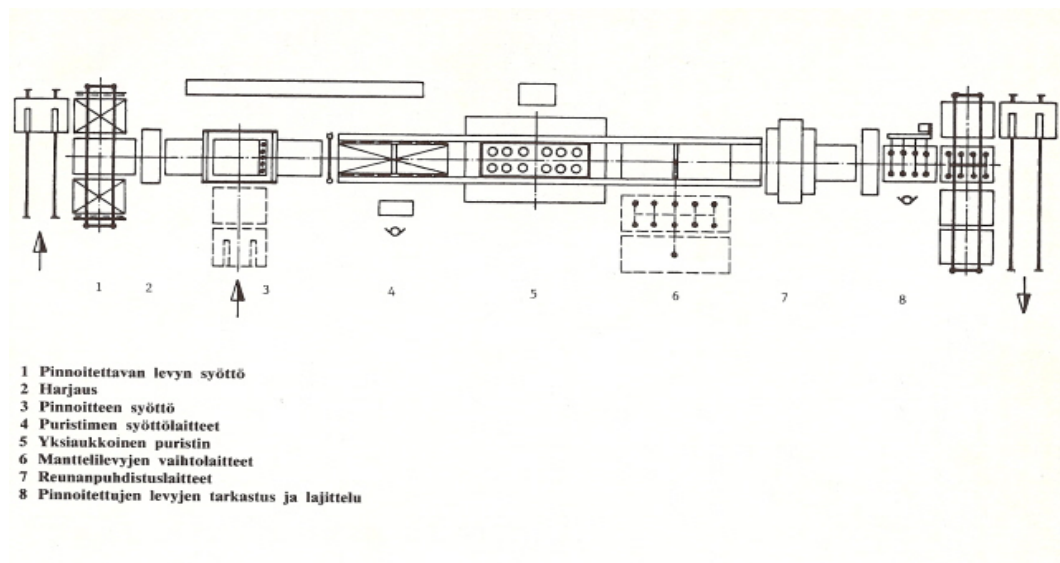 1 2 3 4 5 6 7 8
1 Pinnoitettavan levyn syöttö
2 Harjaus
3 Pinnoitteen syöttö
4 Puristimen syöttölaitteet
5 Yksiaukkoinen puristin
6 Manttelilevyjen vaihtolaitteet
7 Reunanpuhdistuslaitteet
8 Pinnoitettujen levyjen tarkastus ja lajittelu